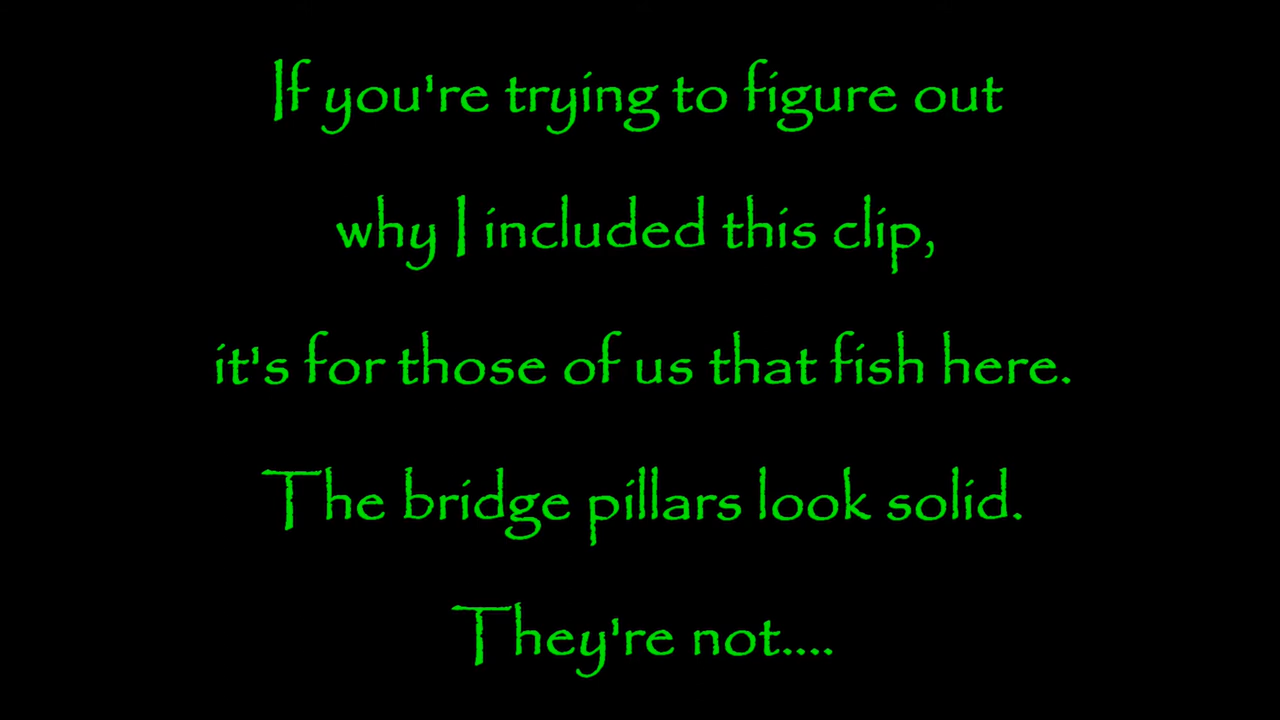 If you're trying to figure out
why I included this clip,
it's for those of us that fish here.
The bridge pillars look solid.
They're not....